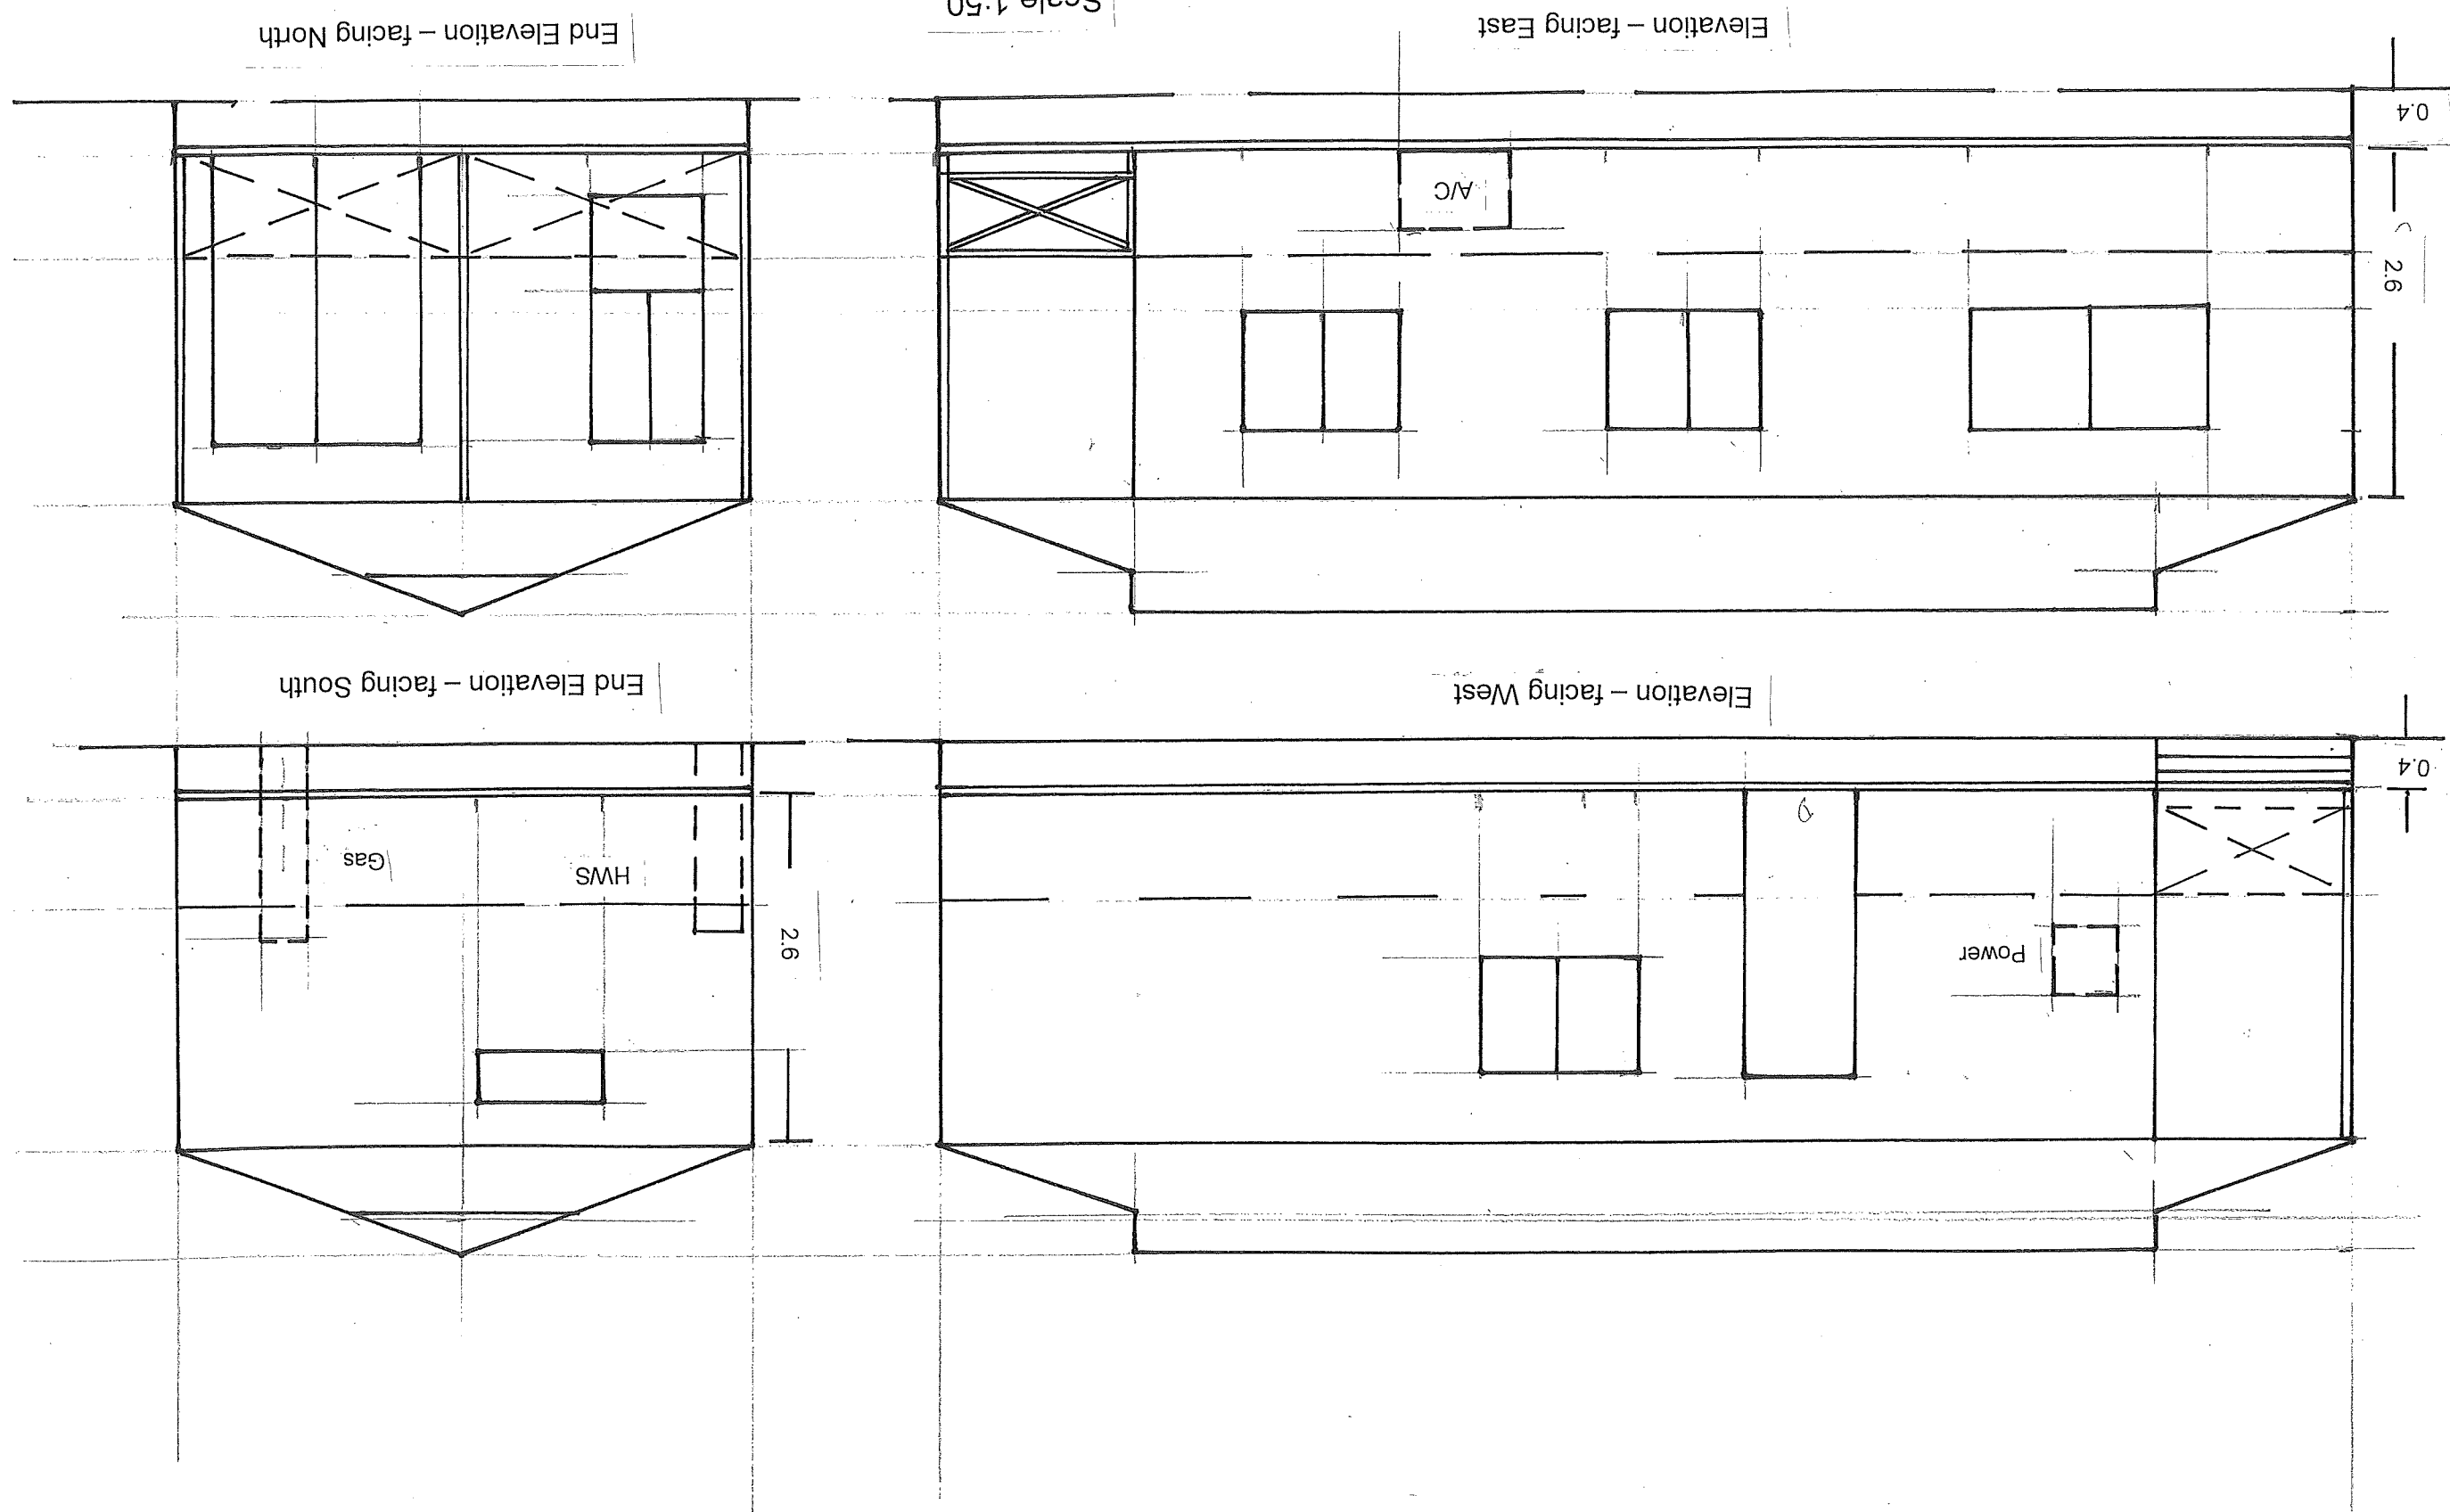 Elevation – facing West
End Elevation – facing South
0.4
Power
2.6
HWS
Gas
Elevation – facing East
End Elevation – facing North
0.4
2.6
A/C
Scale 1:50